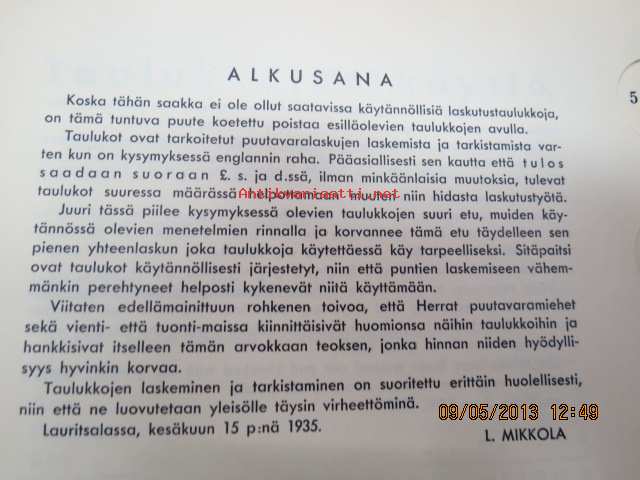 ALKUSANA
Koska tähän saakka ei ole ollut saatavissa käytännöllisiä laskutustaulukkoja,
on tämä tuntuva puute koetettu poistaa esilläolevien taulukkojen avulla.
Taulukot ovat tarkoitetut puutavaralaskujen laskemista ja tarkistamista var-
ten kun on kysymyksessä englannin raha. Pääasiallisesti sen kautta että tulos
saadaan suoraan £. s. ja d.ssä, ilman minkäänlaisia muutoksia, tulevat
taulukot suuressa määrässä helpottamaan muuten niin hidasta laskutustyötä.
Antikvariaatti.net
Juuri tässä piilee kysymyksessä olevien taulukkojen suuri etu, muiden käy-
tännössä olevien menetelmien rinnalla ja korvannee tämä etu täydelleen sen
pienen yhteenlaskun joka taulukkoja käytettäessä käy tarpeelliseksi. Sitäpaitsi
ovat taulukot käytännöllisesti järjestetyt, niin että puntien laskemiseen vähem-
mänkin perehtyneet helposti kykenevät niitä käyttämään.
Viitaten edellämainittuun rohkenen toivoa, että Herrat puutavaramiehet
sekä vienti- että tuonti-maissa kiinnittäisivät huomionsa näihin taulukkoihin ja
hankkisivat itselleen tämän arvokkaan teoksen, jonka hinnan niiden hyödylli-
syys hyvinkin korvaa.
Taulukkojen laskeminen ja tarkistaminen on suoritettu erittäin huolellisesti,
niin että ne luovutetaan yleisölle täysin virheettöminä.
Lauritsalassa, kesäkuun 15 p:nä 1935.
L. MIKKOLA
09/05/2013 12:49
5